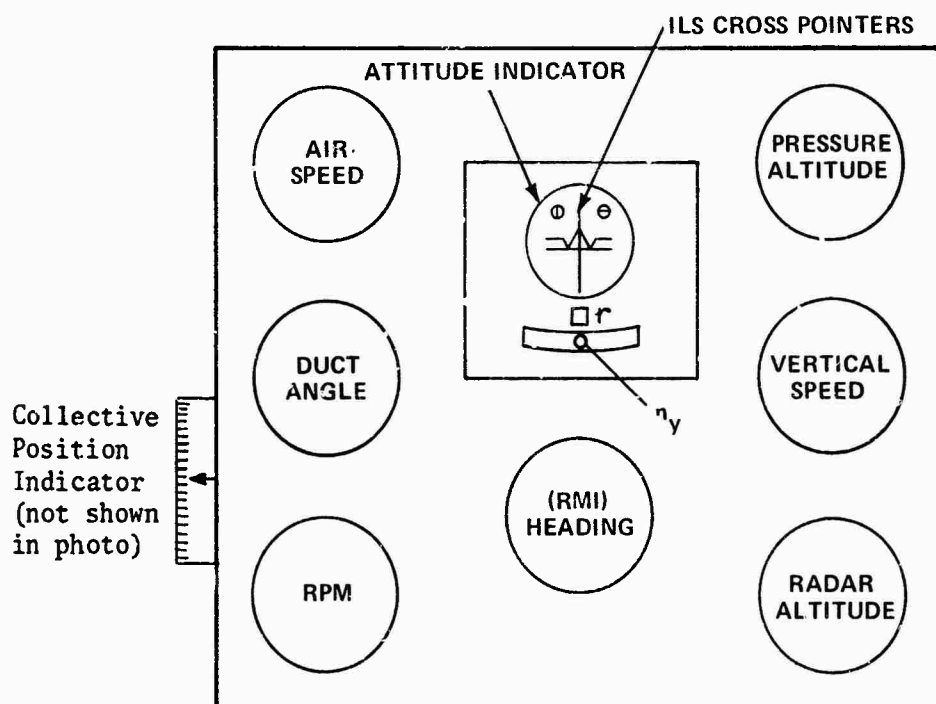 ILS CROSS POINTERS
ATTITUDE INDICATOR
AIR-
SPEED
PRESSURE
ALTITUDE
r
DUCT
ANGLE
VERTICAL
SPEED
n_y
Collective
Position
Indicator
(not shown
in photo)
(RMI)
HEADING
RPM
RADAR
ALTITUDE